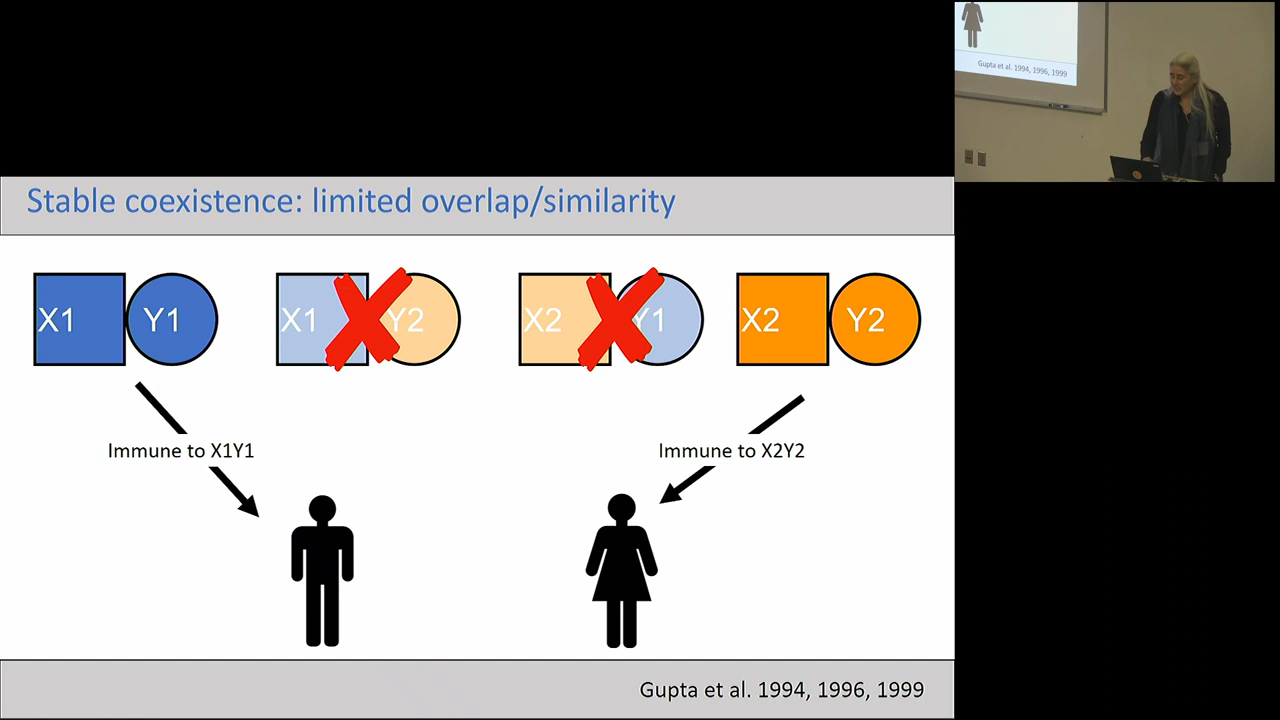 Stable coexistence: limited overlap/similarity
X1 Y1 X1 Y2 X2 Y1 X2 Y2
Immune to X1Y1 Immune to X2Y2
Gupta et al. 1994, 1996, 1999
Gupta et al. 1994, 1996, 1999